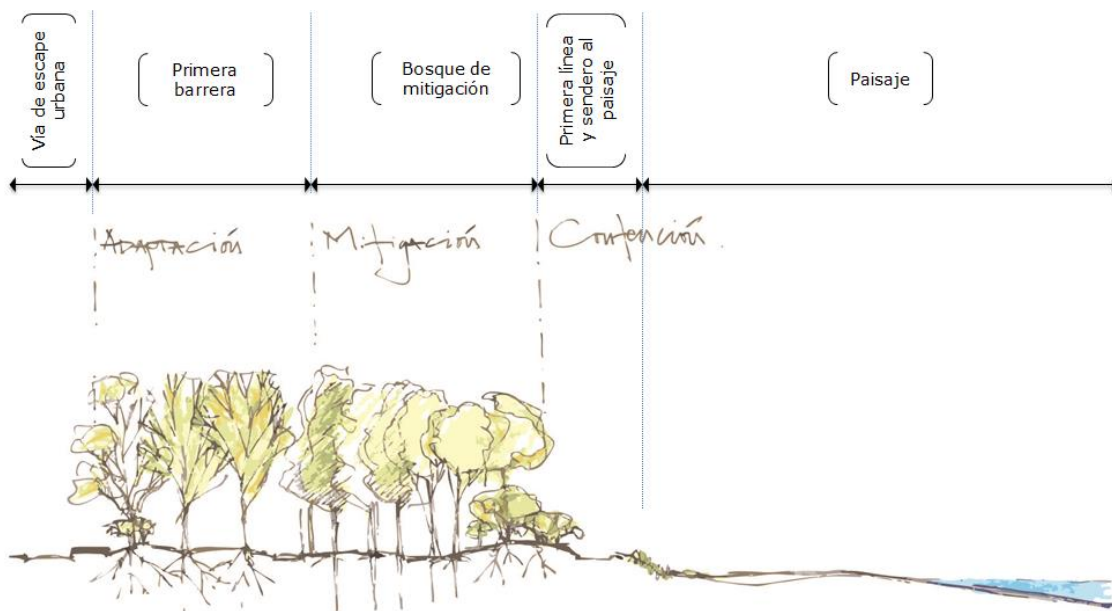 Vía de escape
urbana
Primera
barrera
Bosque de
mitigación
Primera línea
y sendero al
paisaje
Paisaje
ADAPTACIÓN
Mitigación
Contención.